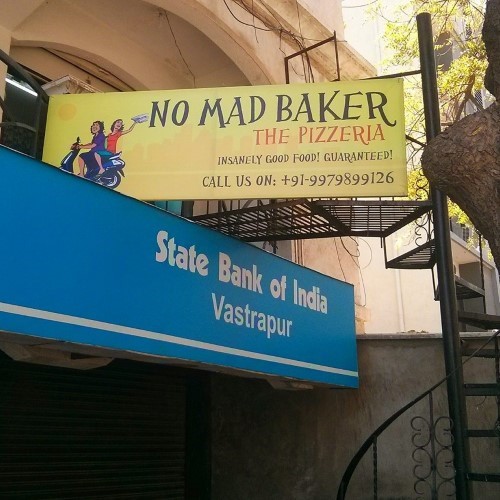 NO MAD BAKER
THE PIZZERIA
INSANELY GOOD FOOD! GUARANTEED!
CALL US ON: +91-9979899126
State Bank of India
Vastrapur